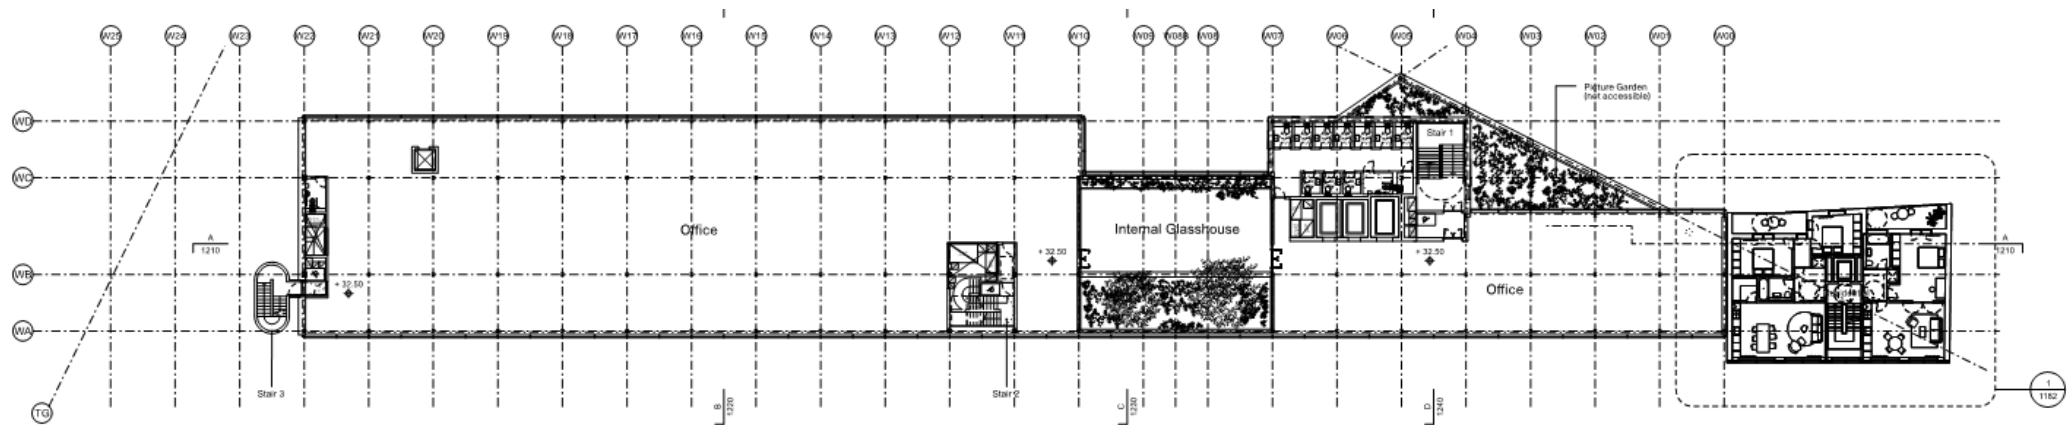 W25 W24 W23 W22 W21 W20 W19 W18 W17 W16 W15 W14 W13 W12 W11 W10 W09 W08B W08 W07 W06 W05 W04 W03 W02 W01 W00
Picture Garden
(not accessible)
WD
Stair 1
WC
Office
Internal Glasshouse
A
1210
A
1210
+ 32.50
+ 32.50
WB
+ 32.50
Office
WA
Stair 3
Stair 2
TG
B
1220
C
1230
D
1240
1
1182